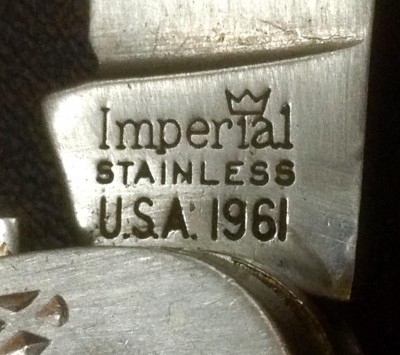 Imperial
STAINLESS
U.S.A. 1961